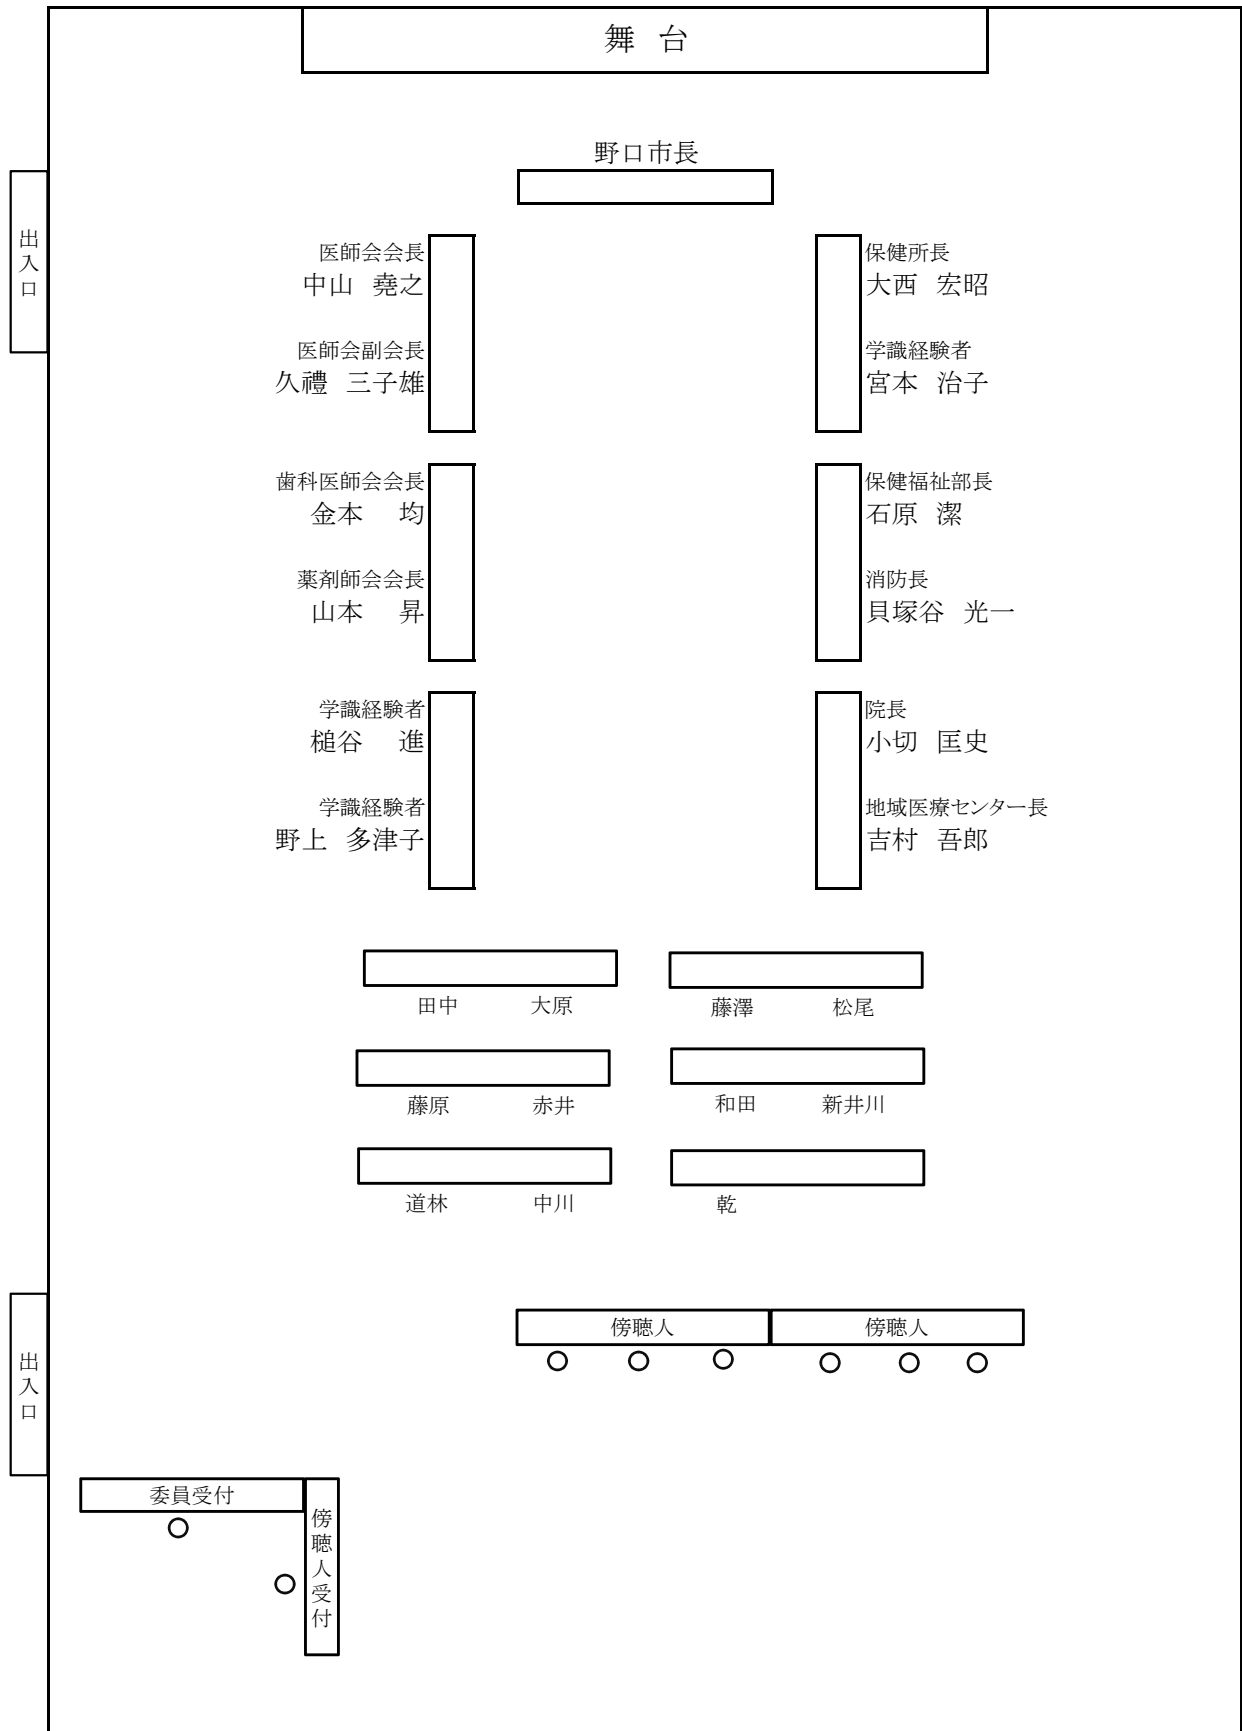 舞 台
野口市長
出入口
医師会会長
中山 堯之
医師会副会長
久禮 三子雄
歯科医師会会長
金本 均
薬剤師会会長
山本 昇
学識経験者
槌谷 進
学識経験者
野上 多津子
保健所長
大西 宏昭
学識経験者
宮本 治子
保健福祉部長
石原 潔
消防長
貝塚谷 光一
院長
小切 匡史
地域医療センター長
吉村 吾郎
田中 大原 藤澤 松尾
藤原 赤井 和田 新井川
道林 中川 乾
傍聴人 傍聴人
出入口
委員受付
傍聴人受付